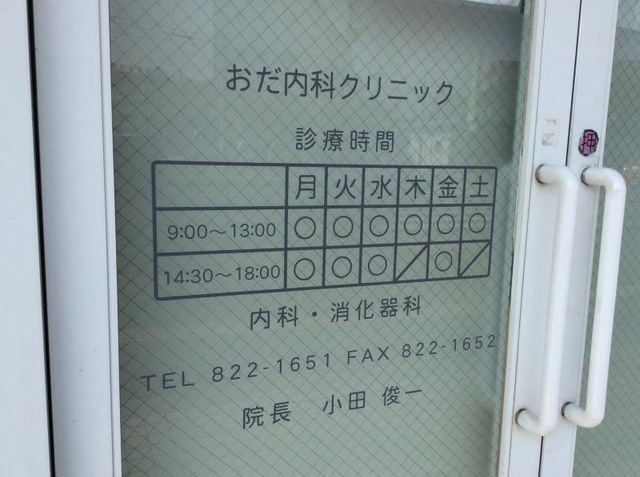 おだ内科クリニック
診療時間
月 火 水 木 金 土
9:00～13:00 ○ ○ ○ ○ ○ ○
14:30～18:00 ○ ○ ○ ／ ○ ／
内科・消化器科
TEL 822-1651 FAX 822-1652
院長 小田 俊一
押